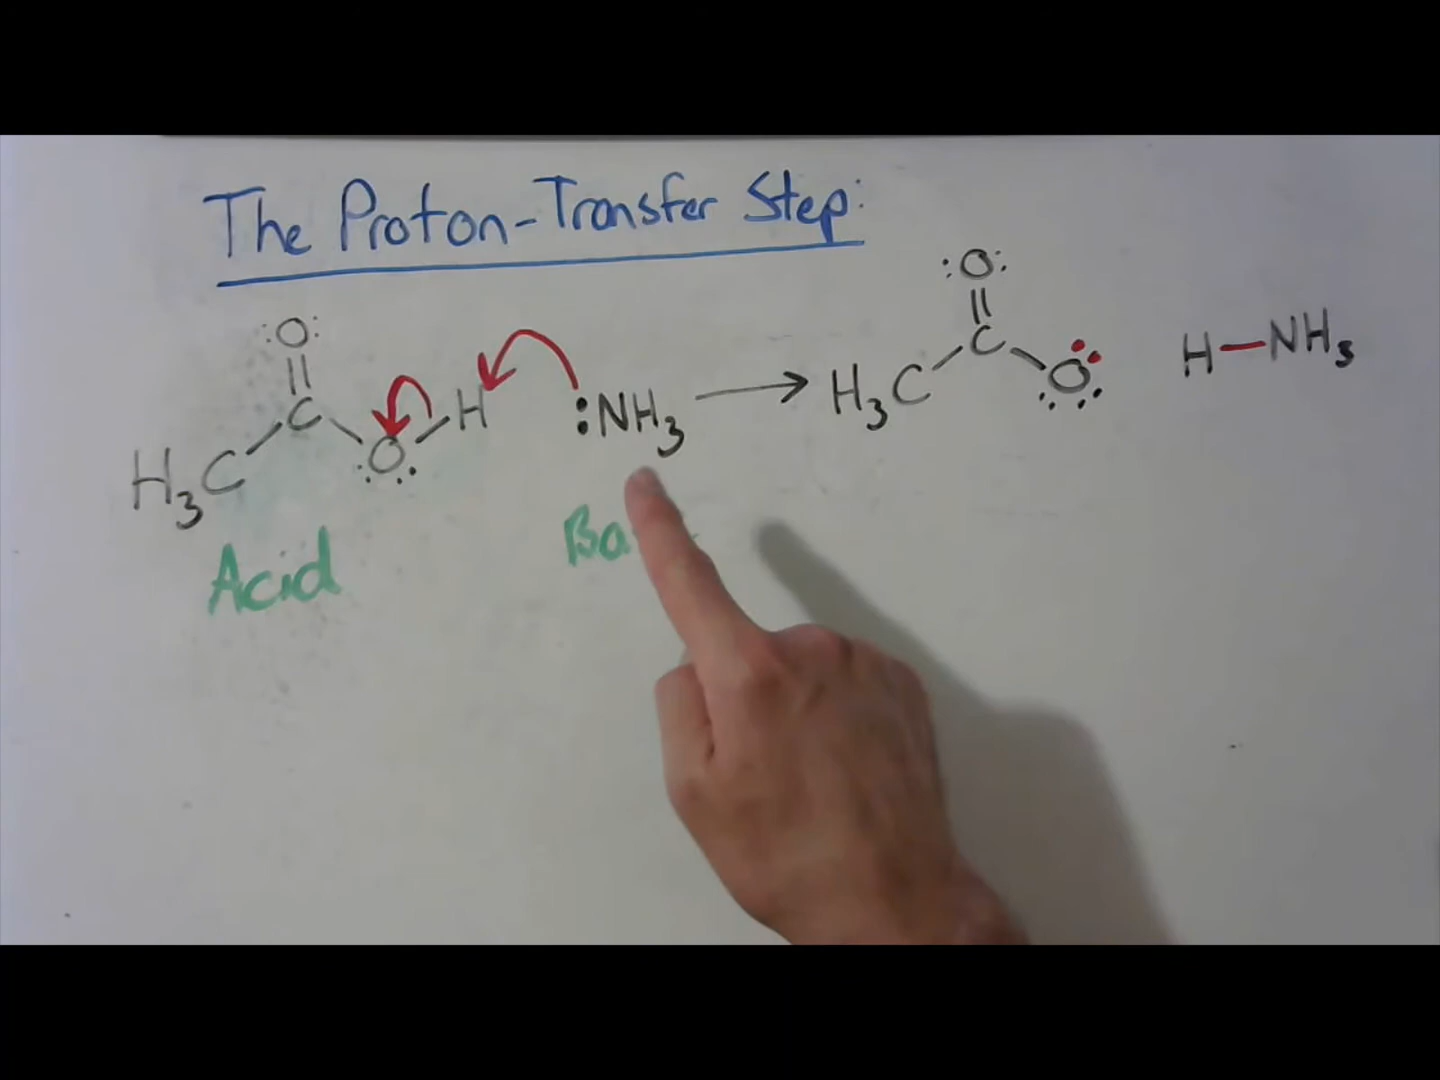 The Proton-Transfer Step:
:O:
||
C
H₃C
O
H
:NH₃
:O:
||
C
H₃C
O
H—NH₃
Acid